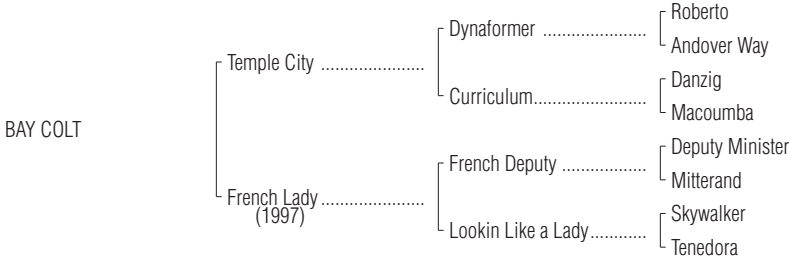 Roberto
Dynaformer ......................
Andover Way
Temple City ......................
Danzig
Curriculum........................
Macoumba
BAY COLT
Deputy Minister
French Deputy ..................
Mitterand
French Lady......................
(1997)
Skywalker
Lookin Like a Lady............
Tenedora